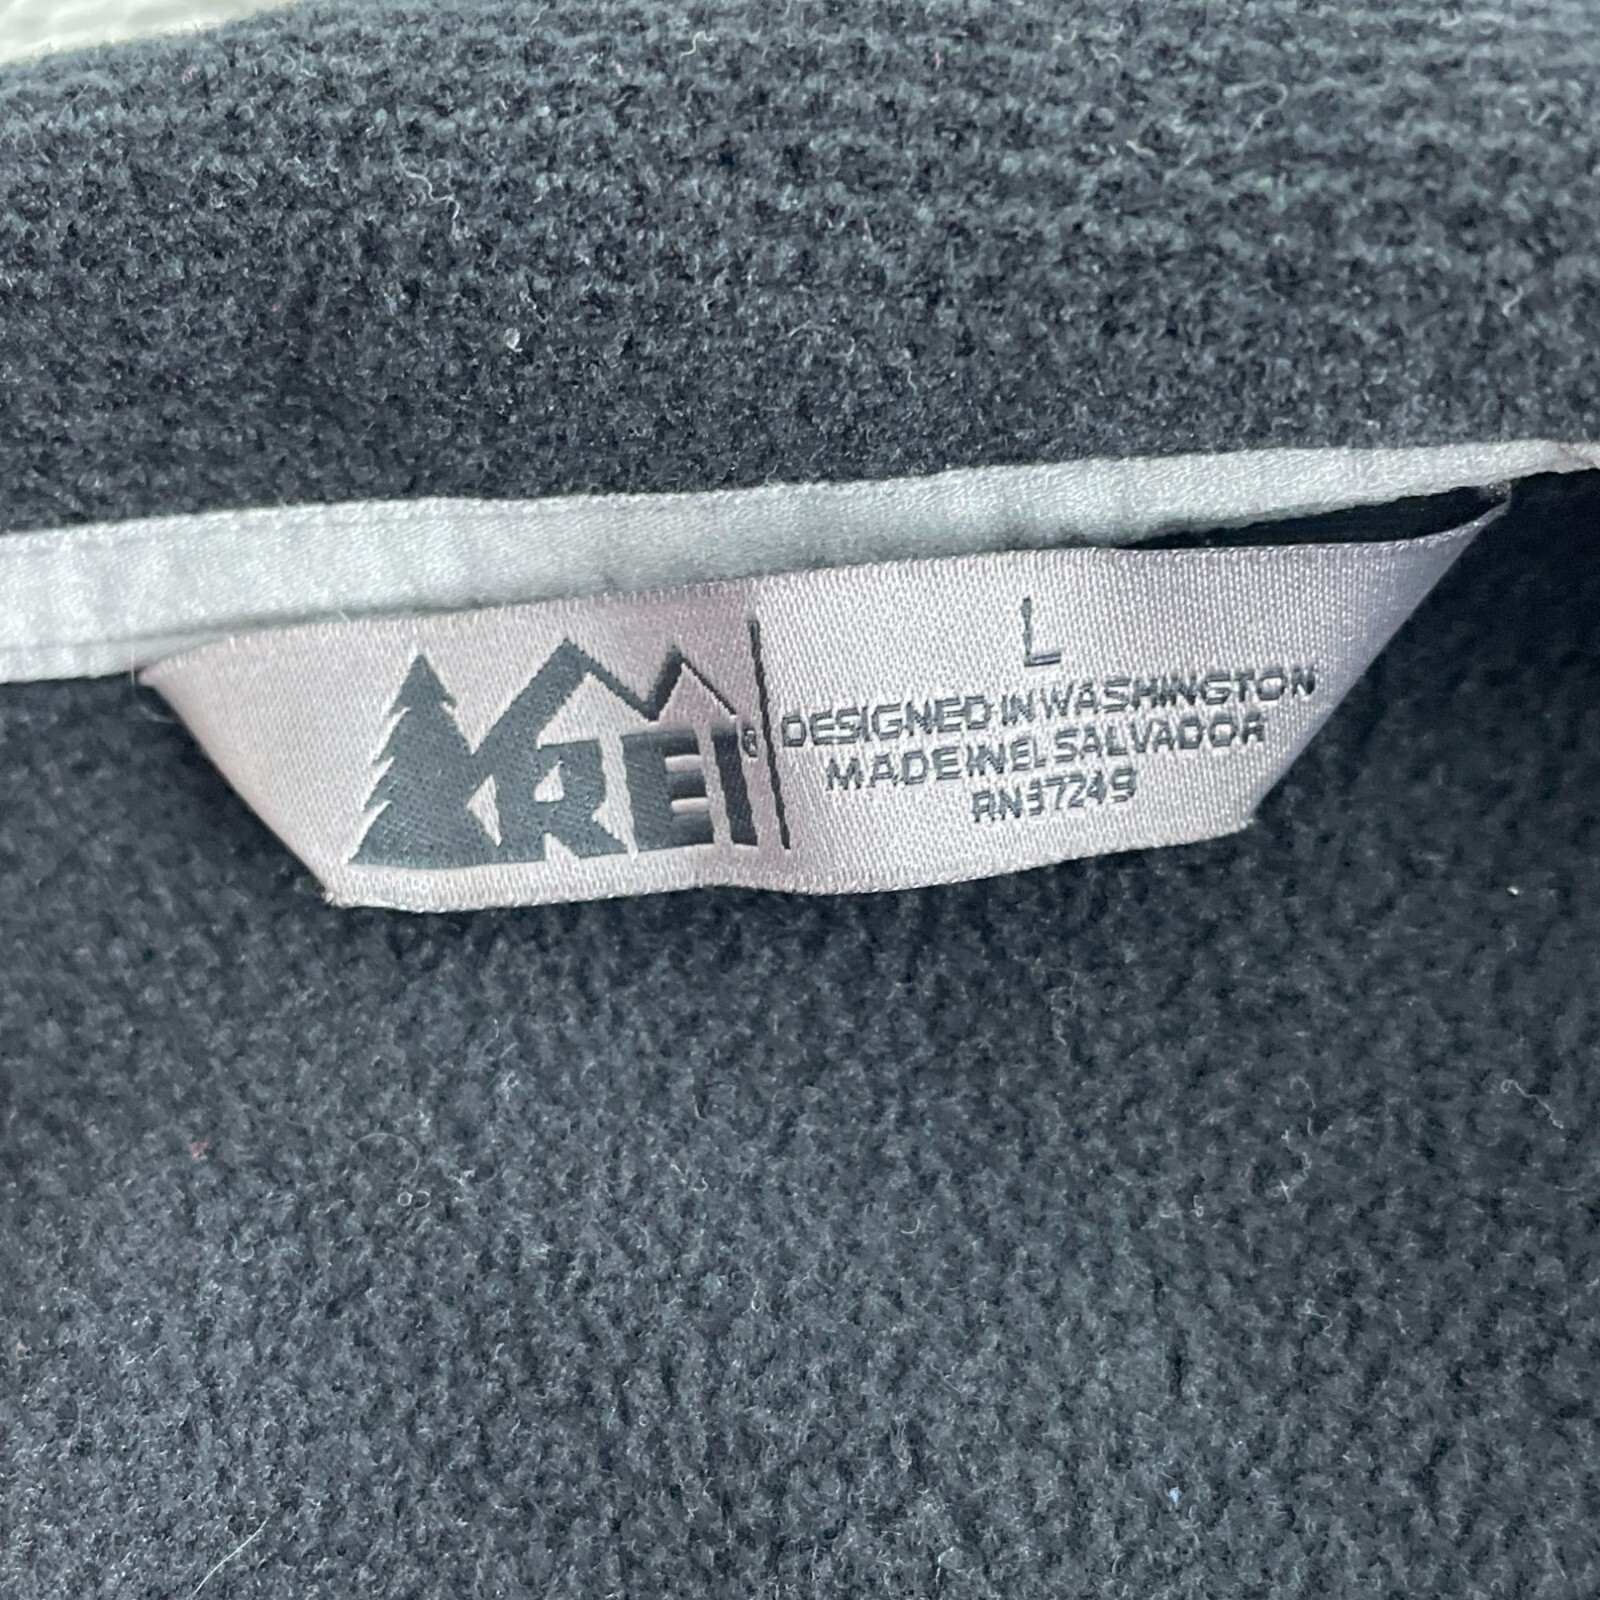 REI®
L
DESIGNED IN WASHINGTON
MADE IN EL SALVADOR
RN37249